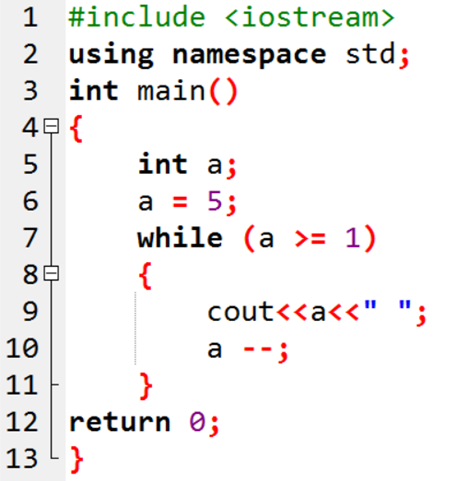 1 #include <iostream>
2 using namespace std;
3 int main()
4 {
5 int a;
6 a = 5;
7 while (a >= 1)
8 {
9 cout<<a<<" ";
10 a --;
11 }
12 return 0;
13 }